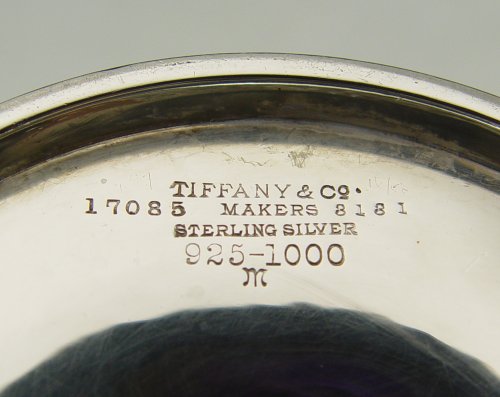 TIFFANY & Co.
17085 MAKERS 8181
STERLING SILVER
925-1000
M